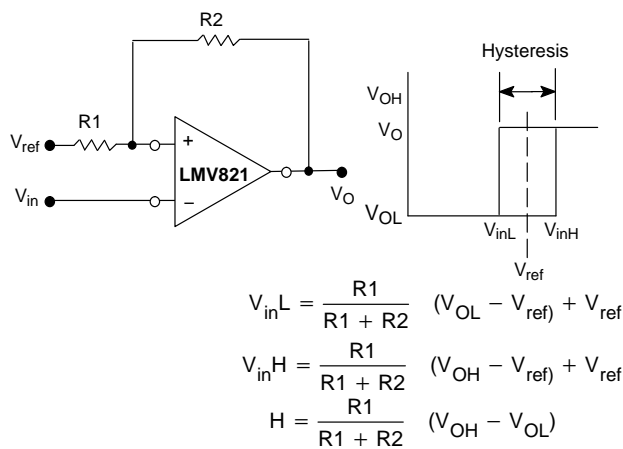 R2
Hysteresis
R1
V_OH
V_O
V_ref
+
LMV821
V_in
−
V_O
V_OL
V_inL
V_inH
V_ref
V_inL = R1 / (R1 + R2) (V_OL − V_ref) + V_ref
V_inH = R1 / (R1 + R2) (V_OH − V_ref) + V_ref
H = R1 / (R1 + R2) (V_OH − V_OL)